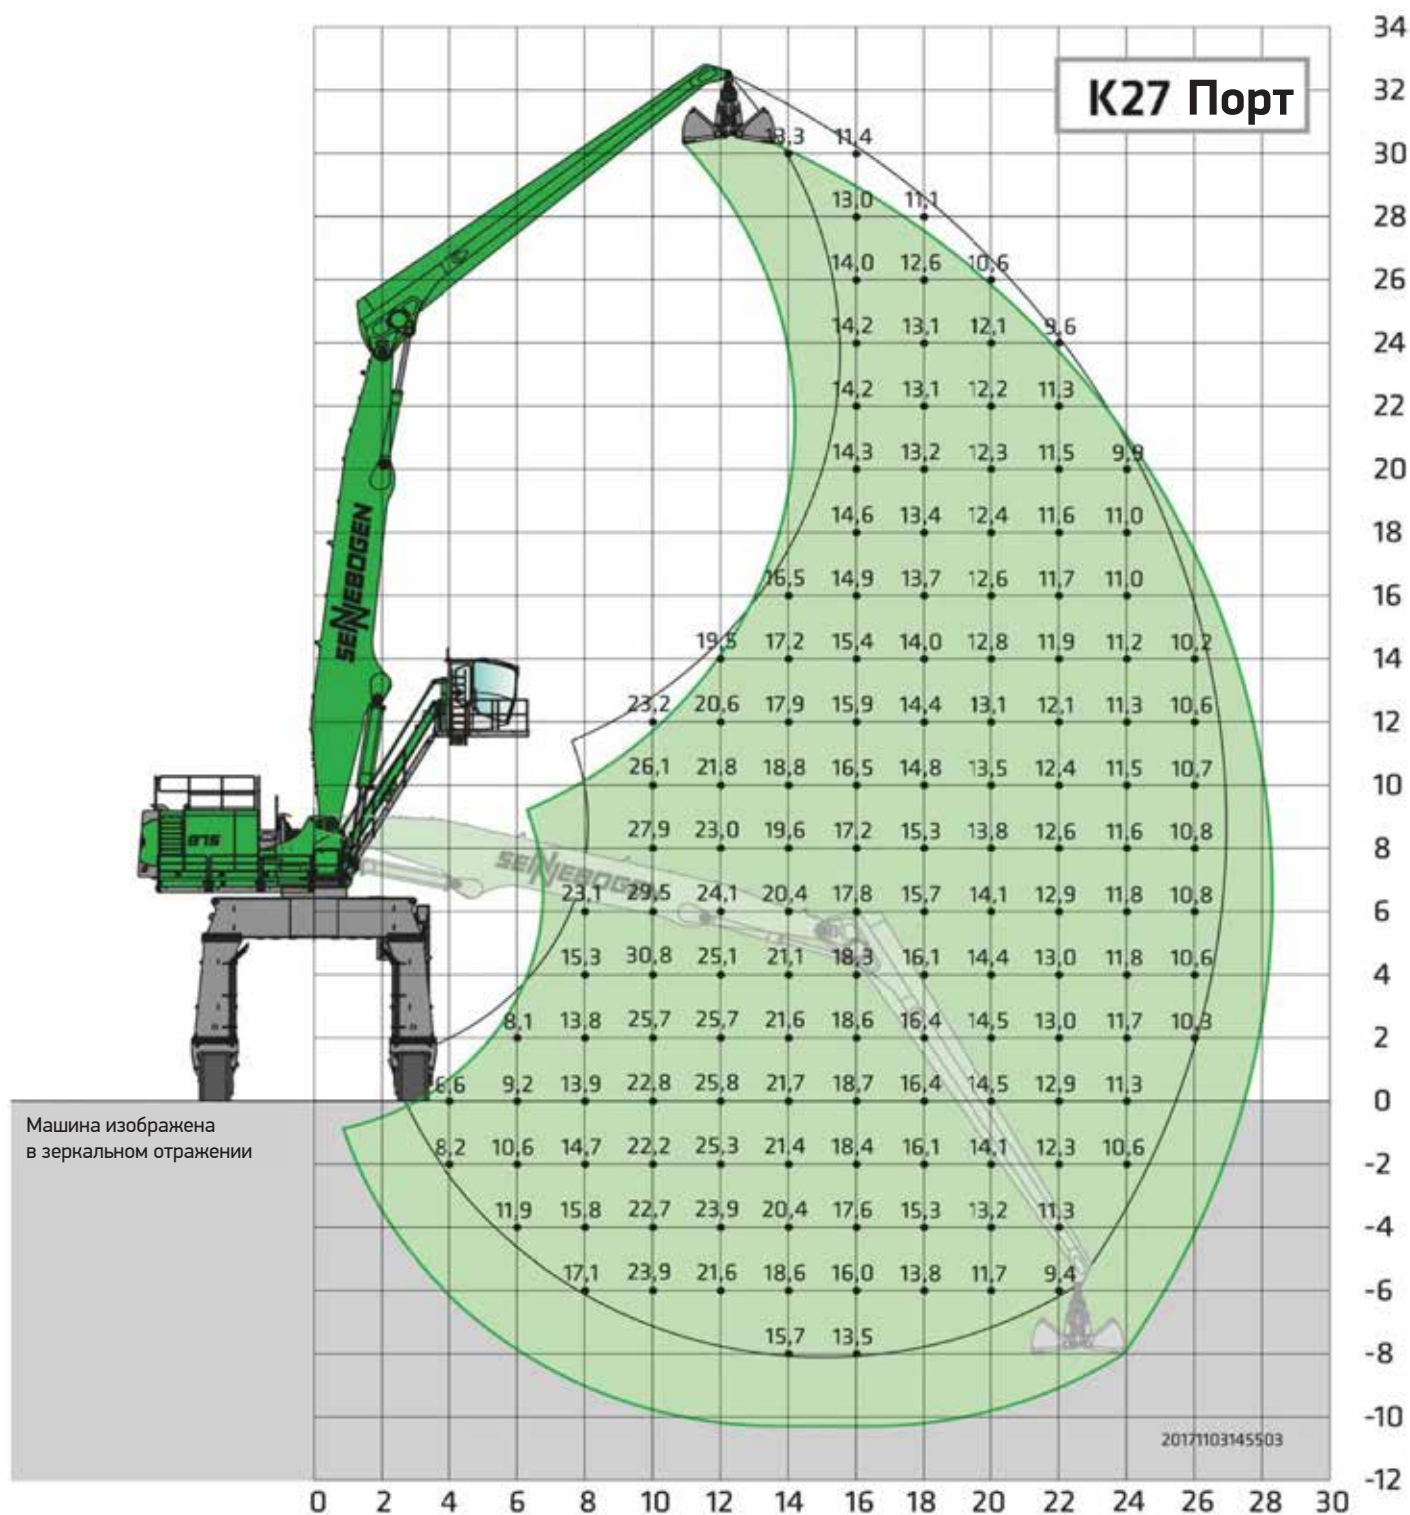 34
K27 Порт
32
13,3 11,4
30
13,0 11,1
28
14,0 12,6 10,6
26
14,2 13,1 12,1 9,6
24
14,2 13,1 12,2 11,3
22
14,3 13,2 12,3 11,5 9,9
20
14,6 13,4 12,4 11,6 11,0
18
16,5 14,9 13,7 12,6 11,7 11,0
16
SENNEBOGEN
19,5 17,2 15,4 14,0 12,8 11,9 11,2 10,2
14
23,2 20,6 17,9 15,9 14,4 13,1 12,1 11,3 10,6
12
26,1 21,8 18,8 16,5 14,8 13,5 12,4 11,5 10,7
10
875
27,9 23,0 19,6 17,2 15,3 13,8 12,6 11,6 10,8
8
SENNEBOGEN
23,1 29,5 24,1 20,4 17,8 15,7 14,1 12,9 11,8 10,8
6
15,3 30,8 25,1 21,1 18,3 16,1 14,4 13,0 11,8 10,6
4
8,1 13,8 25,7 25,7 21,6 18,6 16,4 14,5 13,0 11,7 10,3
2
6,6 9,2 13,9 22,8 25,8 21,7 18,7 16,4 14,5 12,9 11,3
0
Машина изображена
в зеркальном отражении
8,2 10,6 14,7 22,2 25,3 21,4 18,4 16,1 14,1 12,3 10,6
-2
11,9 15,8 22,7 23,9 20,4 17,6 15,3 13,2 11,3
-4
17,1 23,9 21,6 18,6 16,0 13,8 11,7 9,4
-6
15,7 13,5
-8
-10
20171103145503
-12
0 2 4 6 8 10 12 14 16 18 20 22 24 26 28 30